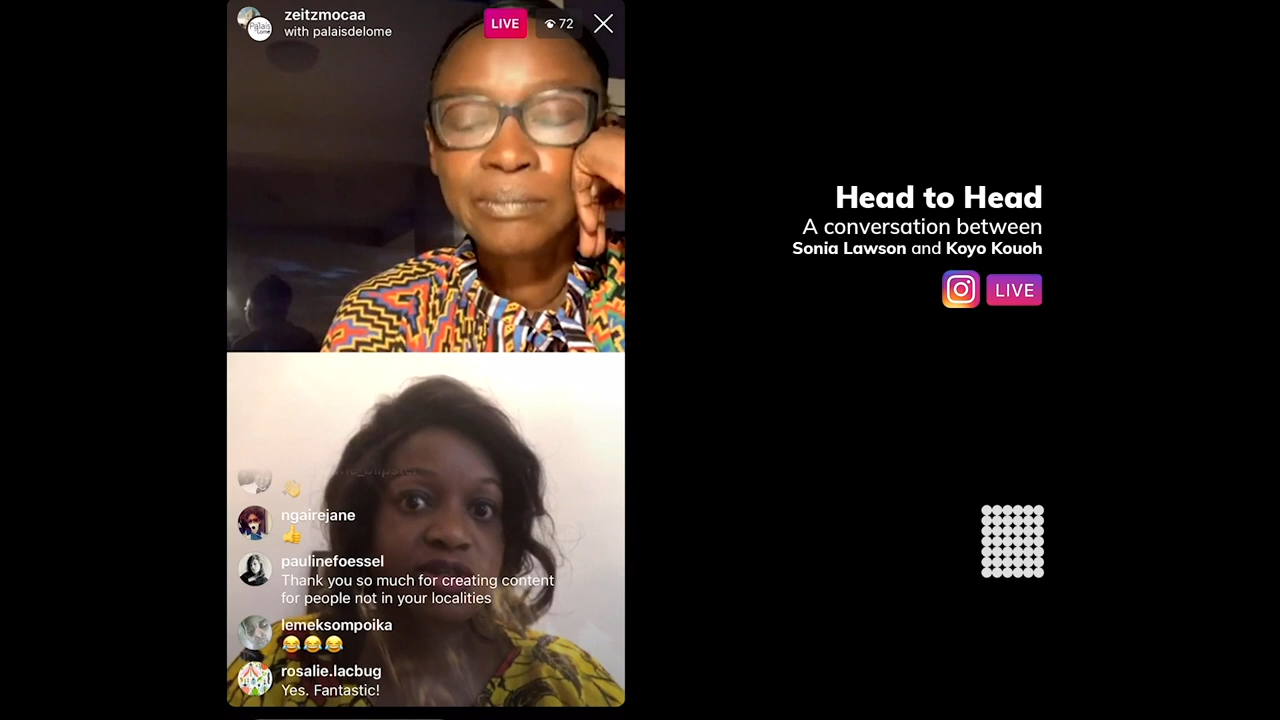 zeitzmocaa
with palaisdelome
LIVE
72
Head to Head
A conversation between
Sonia Lawson and Koyo Kouoh
LIVE
ngairejane
👍
paulinefoessel
Thank you so much for creating content
for people not in your localities
lemeksompoika
😂😂😂
rosalie.lacbug
Yes. Fantastic!